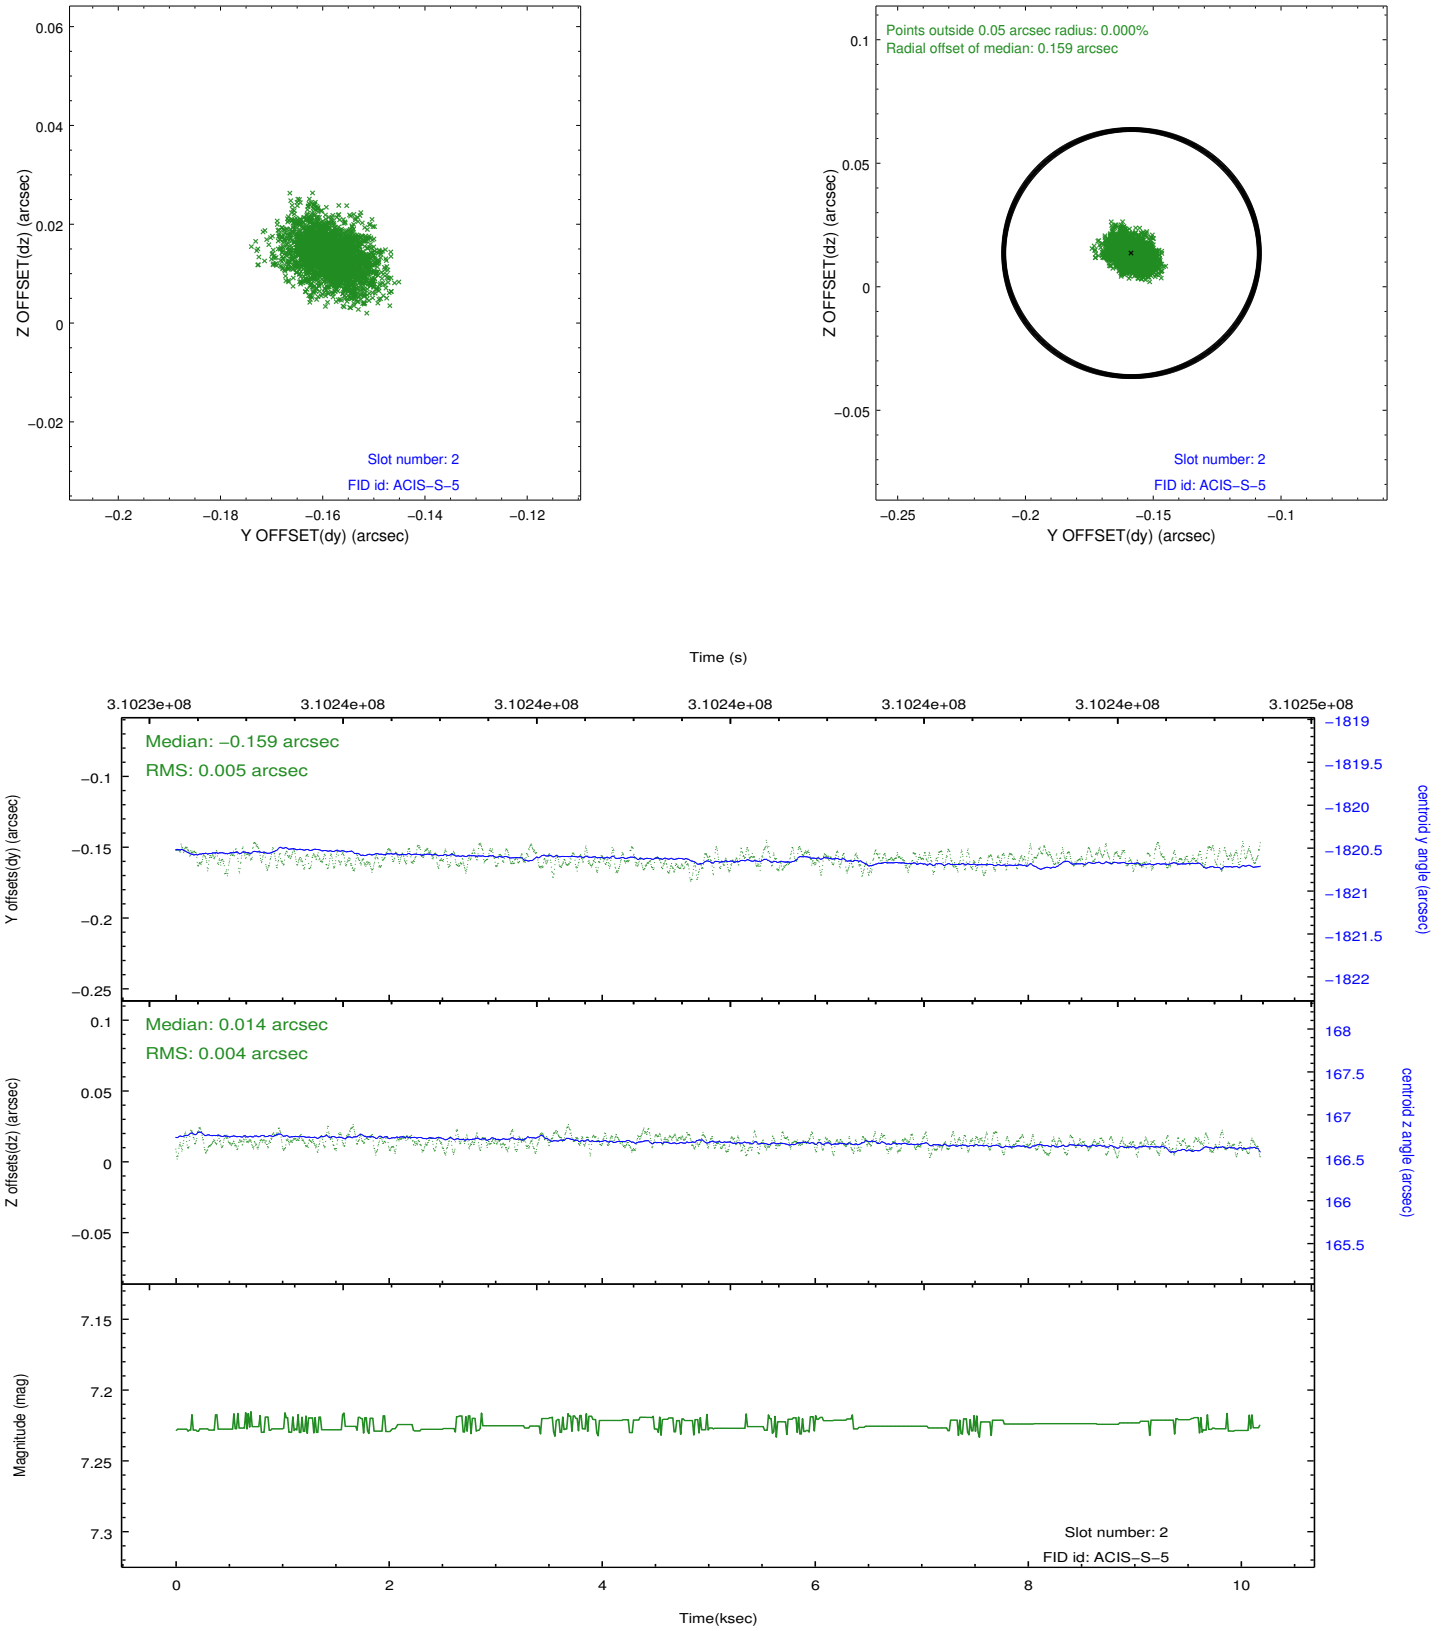 0.06
0.04
0.02
0
−0.02
Z OFFSET(dz) (arcsec)
Slot number: 2
FID id: ACIS−S−5
−0.2
−0.18
−0.16
−0.14
−0.12
Y OFFSET(dy) (arcsec)
Points outside 0.05 arcsec radius: 0.000%
Radial offset of median: 0.159 arcsec
0.1
0.05
0
−0.05
Z OFFSET(dz) (arcsec)
Slot number: 2
FID id: ACIS−S−5
−0.25
−0.2
−0.15
−0.1
Y OFFSET(dy) (arcsec)
Time (s)
3.1023e+08
3.1024e+08
3.1024e+08
3.1024e+08
3.1024e+08
3.1024e+08
3.1025e+08
Median: −0.159 arcsec
RMS: 0.005 arcsec
−0.1
−0.15
−0.2
−0.25
Y offsets(dy) (arcsec)
−1819
−1819.5
−1820
−1820.5
−1821
−1821.5
−1822
centroid y angle (arcsec)
Median: 0.014 arcsec
RMS: 0.004 arcsec
0.1
0.05
0
−0.05
Z offsets(dz) (arcsec)
168
167.5
167
166.5
166
165.5
centroid z angle (arcsec)
7.15
7.2
7.25
7.3
Magnitude (mag)
Slot number: 2
FID id: ACIS−S−5
0
2
4
6
8
10
Time(ksec)